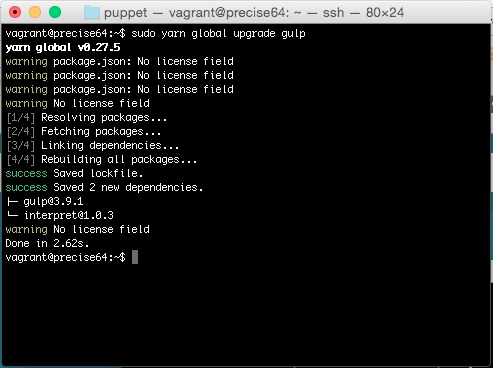 puppet — vagrant@precise64: ~ — ssh — 80×24
vagrant@precise64:~$ sudo yarn global upgrade gulp
yarn global v0.27.5
warning package.json: No license field
warning package.json: No license field
warning package.json: No license field
warning No license field
[1/4] Resolving packages...
[2/4] Fetching packages...
[3/4] Linking dependencies...
[4/4] Rebuilding all packages...
success Saved lockfile.
success Saved 2 new dependencies.
├─ gulp@3.9.1
└─ interpret@1.0.3
warning No license field
Done in 2.62s.
vagrant@precise64:~$